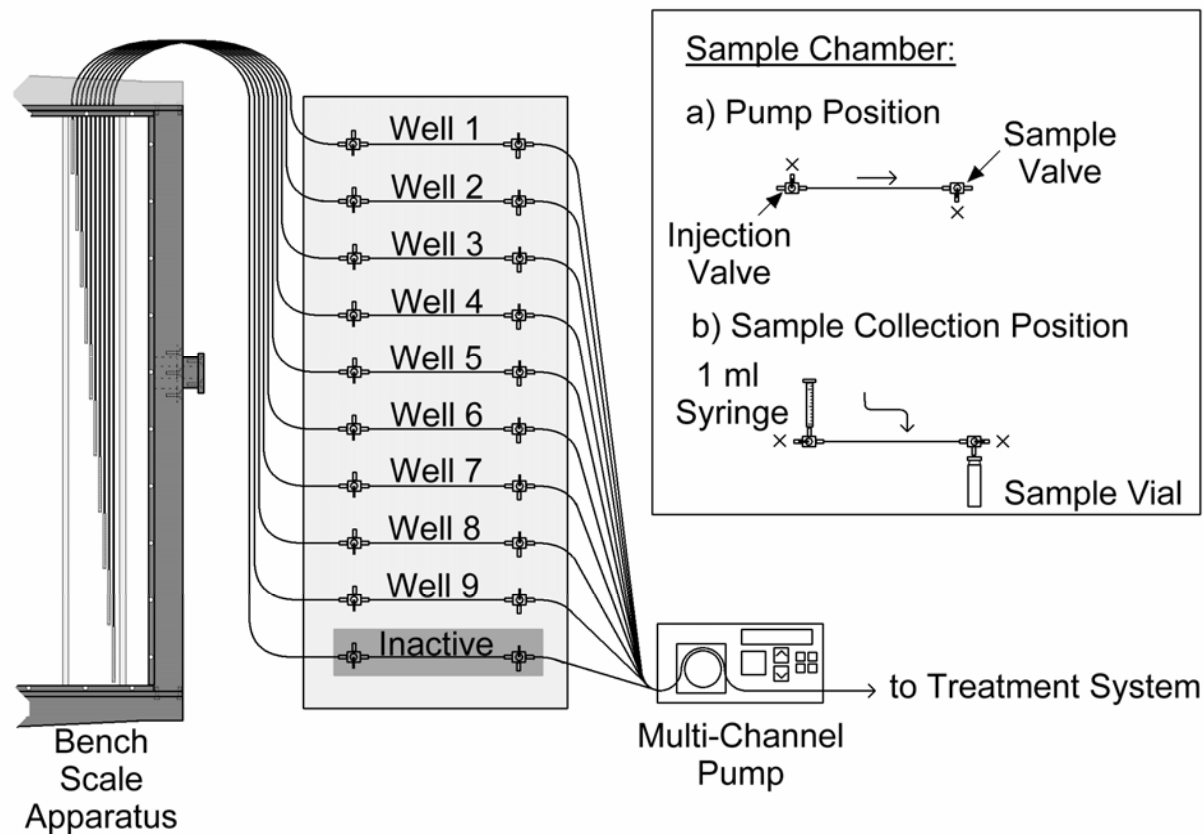 Sample Chamber:
a) Pump Position
Sample
Valve
Injection
Valve
b) Sample Collection Position
1 ml
Syringe
Sample Vial
Well 1
Well 2
Well 3
Well 4
Well 5
Well 6
Well 7
Well 8
Well 9
Inactive
to Treatment System
Multi-Channel
Pump
Bench
Scale
Apparatus